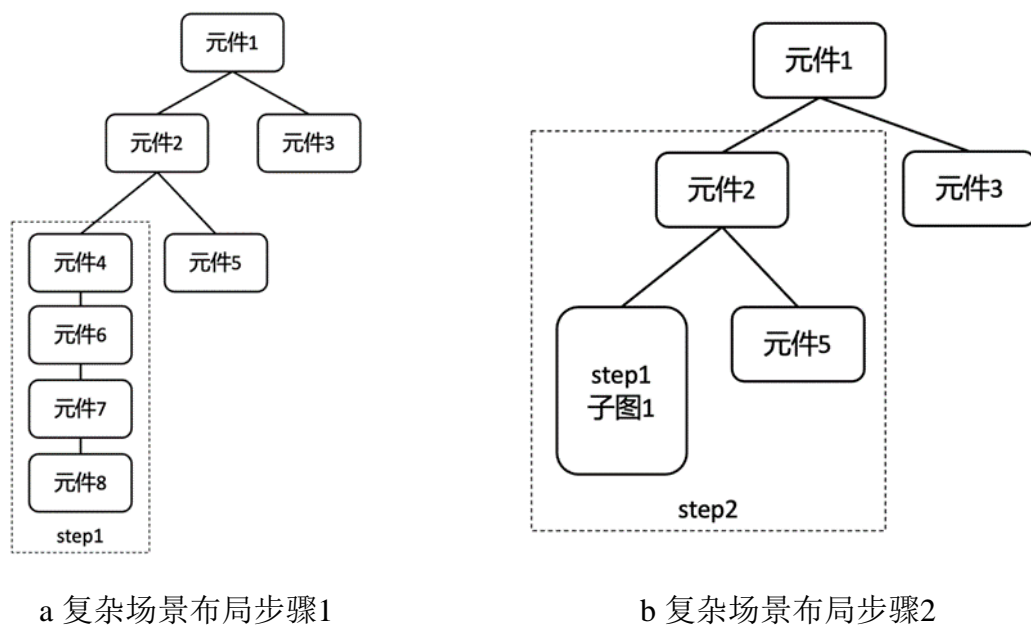 元件1
元件2
元件3
元件4
元件5
元件6
元件7
元件8
step1
a 复杂场景布局步骤1
元件1
元件2
元件3
step1
子图1
元件5
step2
b 复杂场景布局步骤2